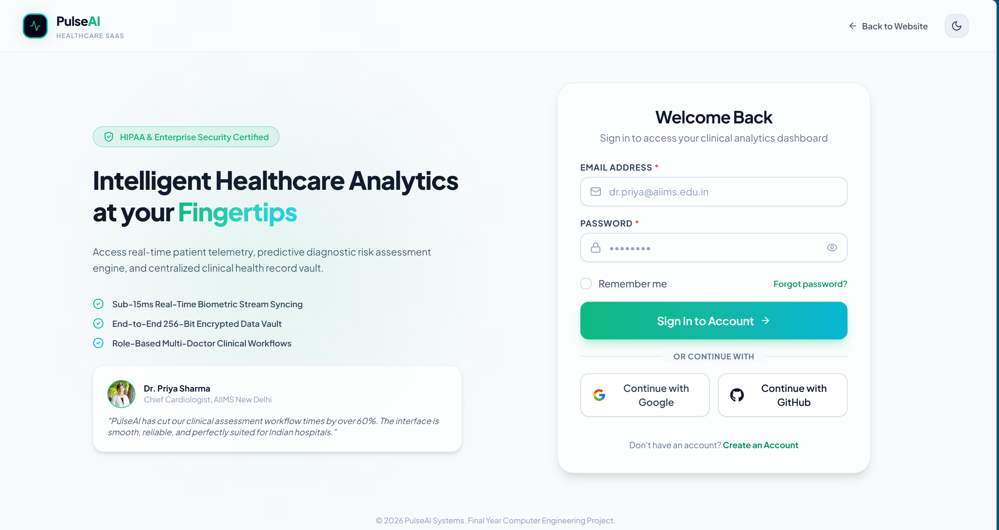 PulseAI
HEALTHCARE SAAS
Back to Website
HIPAA & Enterprise Security Certified
Intelligent Healthcare Analytics
at your Fingertips
Access real-time patient telemetry, predictive diagnostic risk assessment
engine, and centralized clinical health record vault.
Sub-15ms Real-Time Biometric Stream Syncing
End-to-End 256-Bit Encrypted Data Vault
Role-Based Multi-Doctor Clinical Workflows
Dr. Priya Sharma
Chief Cardiologist, AIIMS New Delhi
"PulseAI has cut our clinical assessment workflow times by over 60%. The interface is
smooth, reliable, and perfectly suited for Indian hospitals."
Welcome Back
Sign in to access your clinical analytics dashboard
EMAIL ADDRESS *
dr.priya@aiims.edu.in
PASSWORD *
••••••••
Remember me
Forgot password?
Sign In to Account
OR CONTINUE WITH
Continue with
Google
Continue with
GitHub
Don't have an account? Create an Account
© 2026 PulseAI Systems. Final Year Computer Engineering Project.